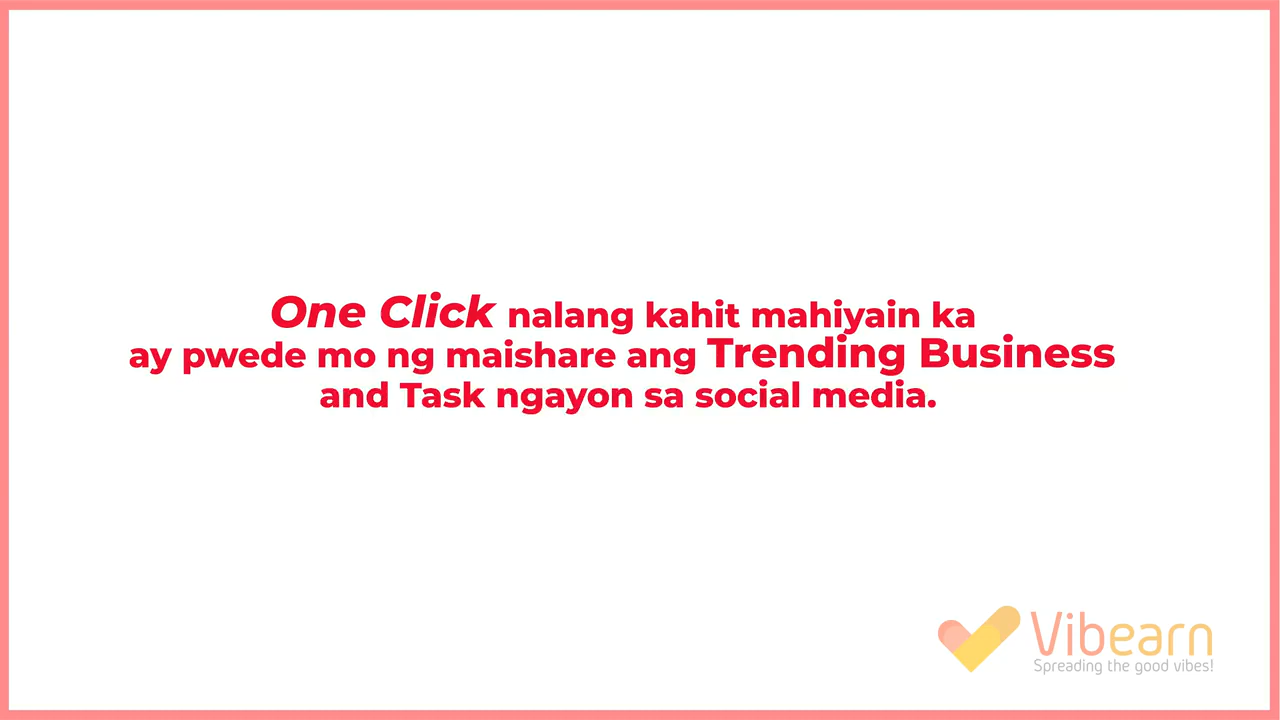 One Click nalang kahit mahiyain ka
ay pwede mo ng maishare ang Trending Business
and Task ngayon sa social media.
Vibearn
Spreading the good vibes!